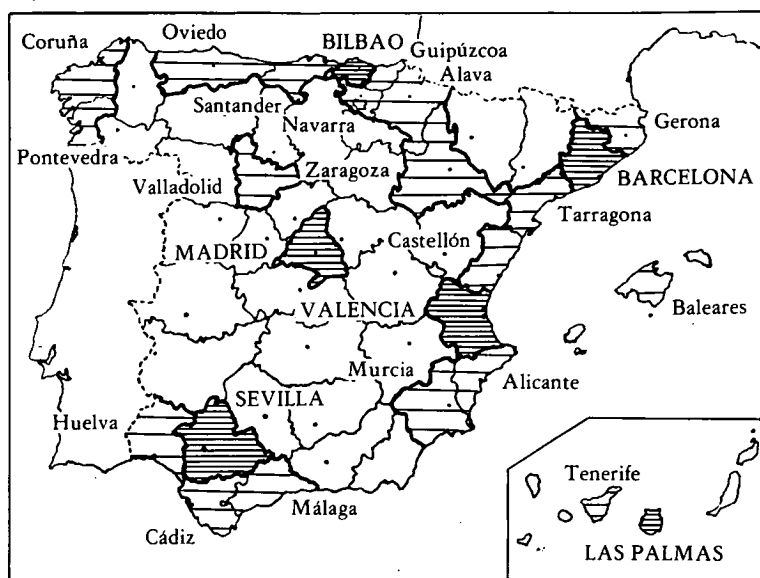 Oviedo
Coruña
BILBAO
Guipúzcoa
Alava
Santander
Navarra
Gerona
Pontevedra
Zaragoza
Valladolid
BARCELONA
Tarragona
MADRID
Castellón
VALENCIA
Baleares
Murcia
Alicante
SEVILLA
Huelva
Tenerife
Málaga
Cádiz
LAS PALMAS